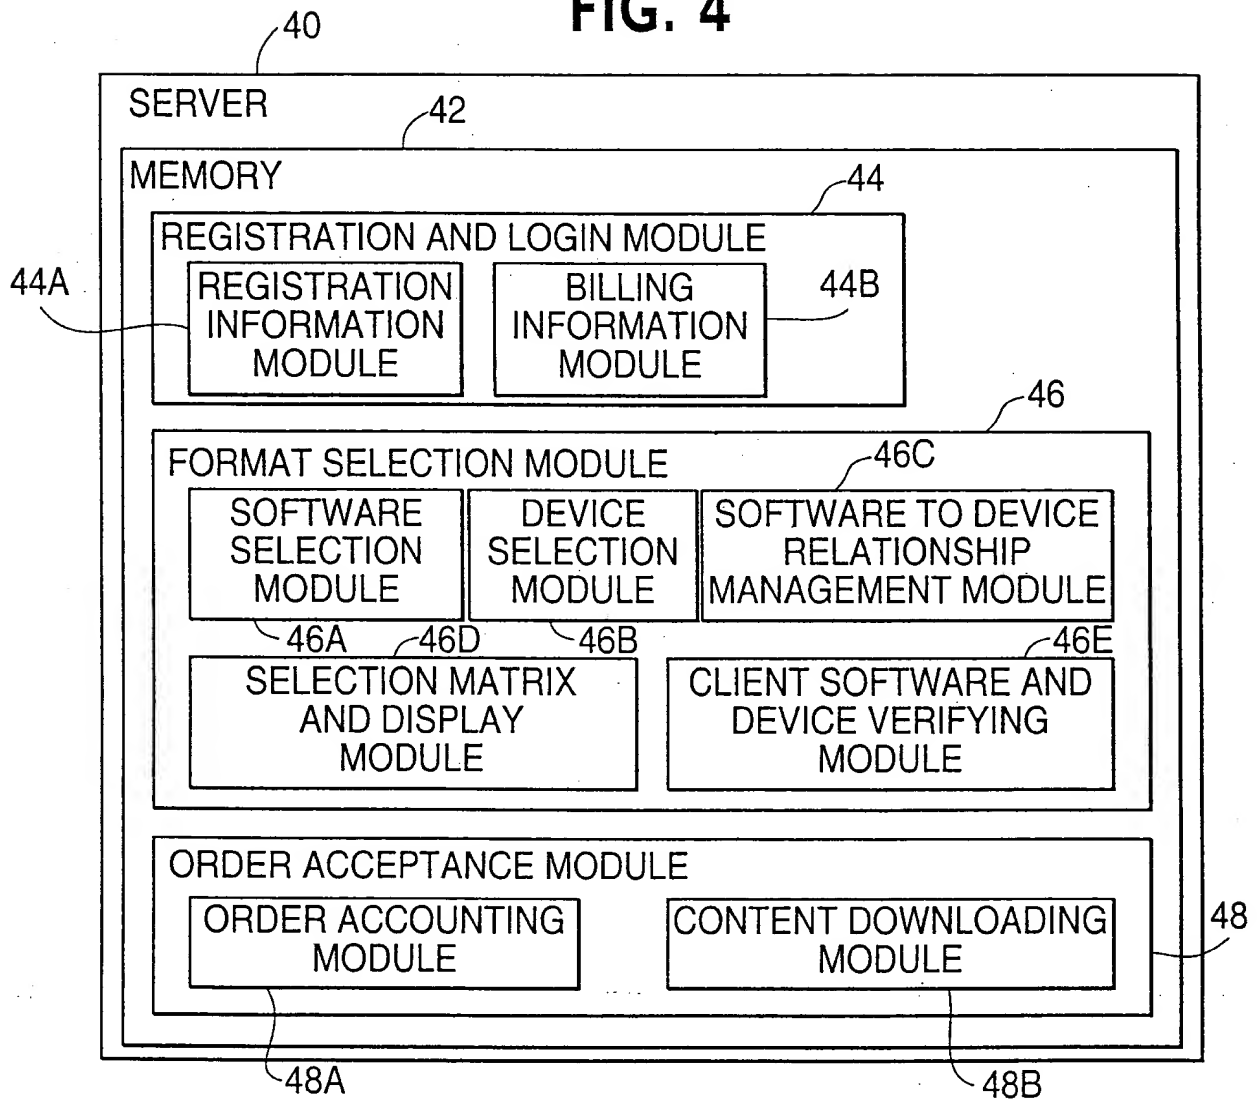 FIG. 4
40
SERVER
42
MEMORY
44
REGISTRATION AND LOGIN MODULE
44A
REGISTRATION
INFORMATION
MODULE
BILLING
INFORMATION
MODULE
44B
46
FORMAT SELECTION MODULE
46C
SOFTWARE
SELECTION
MODULE
DEVICE
SELECTION
MODULE
SOFTWARE TO DEVICE
RELATIONSHIP
MANAGEMENT MODULE
46A
46D
46B
46E
SELECTION MATRIX
AND DISPLAY
MODULE
CLIENT SOFTWARE AND
DEVICE VERIFYING
MODULE
ORDER ACCEPTANCE MODULE
ORDER ACCOUNTING
MODULE
CONTENT DOWNLOADING
MODULE
48
48A
48B